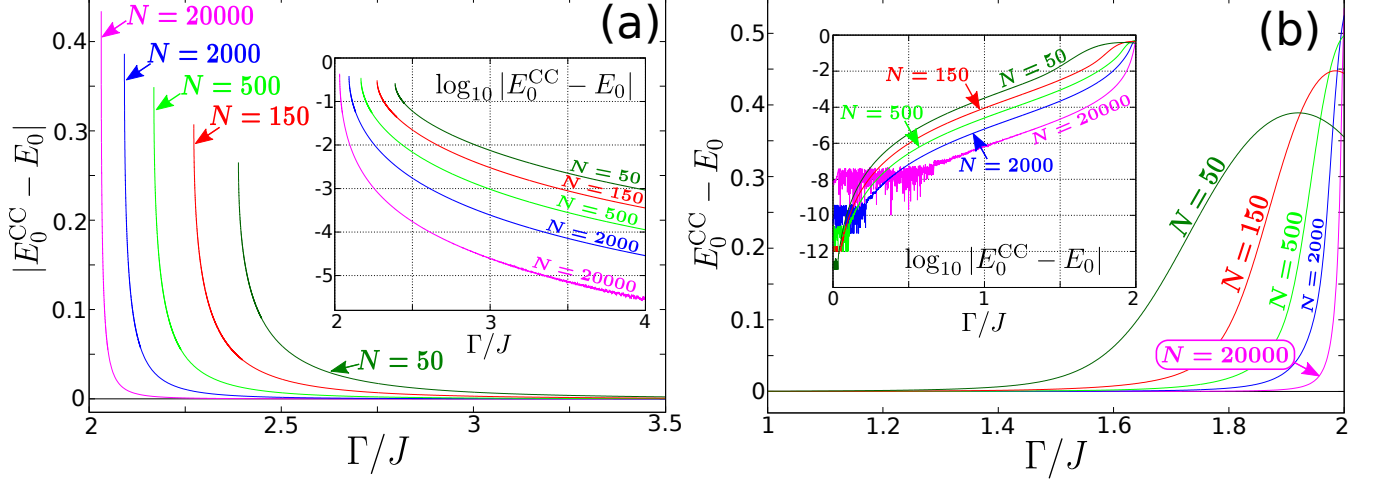 (a)
N = 20000
N = 2000
N = 500
N = 150
N = 50
|E₀ᶜᶜ − E₀|
0.4
0.3
0.2
0.1
0
2
2.5
3
3.5
Γ/J
log₁₀ |E₀ᶜᶜ − E₀|
0
-1
-2
-3
-4
-5
N = 50
N = 150
N = 500
N = 2000
N = 20000
2
3
4
Γ/J
(b)
E₀ᶜᶜ − E₀
0.5
0.4
0.3
0.2
0.1
0
N = 50
N = 150
N = 500
N = 2000
N = 20000
1
1.2
1.4
1.6
1.8
2
Γ/J
0
-2
-4
-6
-8
-10
-12
N = 50
N = 150
N = 500
N = 20000
N = 2000
log₁₀ |E₀ᶜᶜ − E₀|
0
1
2
Γ/J